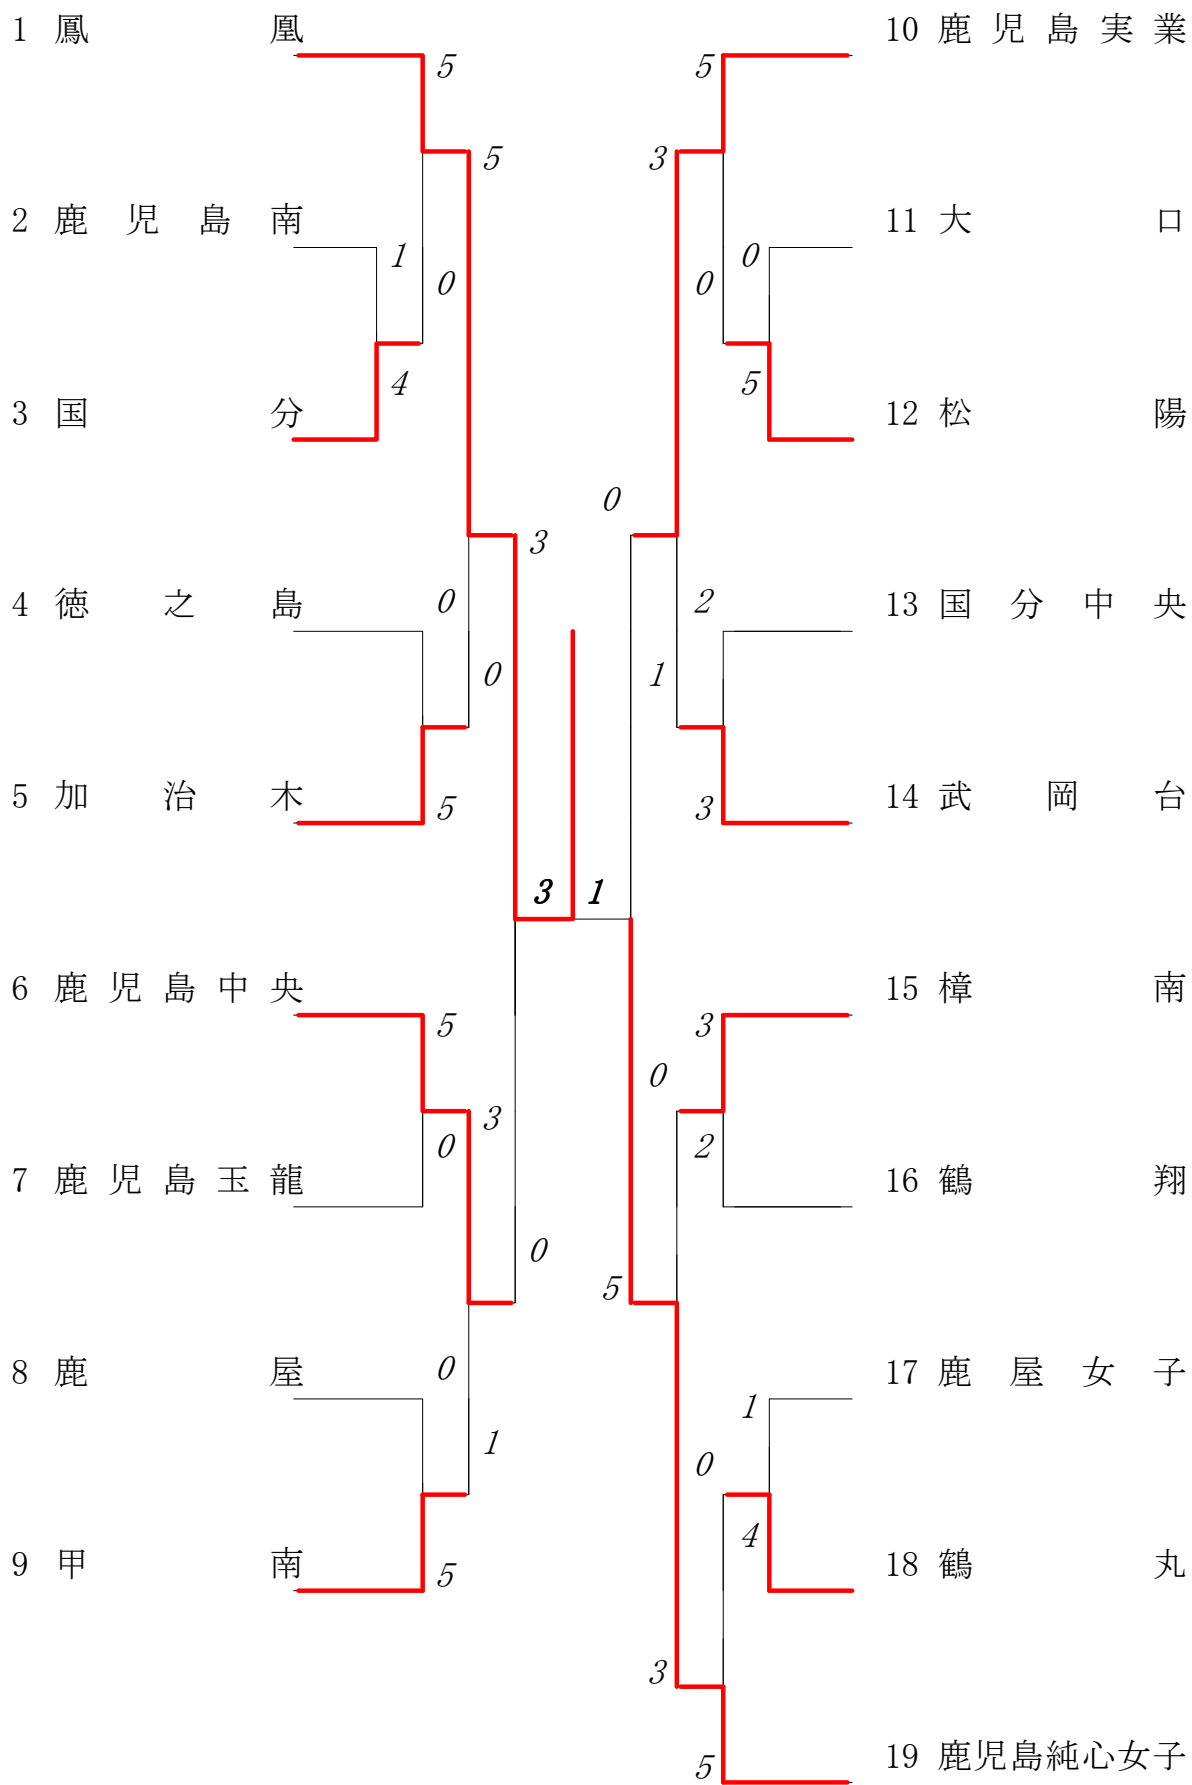 1 鳳凰
10 鹿児島実業
5
5
5
3
2 鹿児島南
11 大口
1
0
0
0
4
5
3 国分
12 松陽
0
3
4 徳之島
0
2
13 国分中央
0
1
5 加治木
5
3
14 武岡台
3 1
6 鹿児島中央
5
3
15 樟南
0
3
0
2
7 鹿児島玉龍
16 鶴翔
0
5
8 鹿屋
0
17 鹿屋女子
1
1
0
4
9 甲南
5
18 鶴丸
3
5
19 鹿児島純心女子